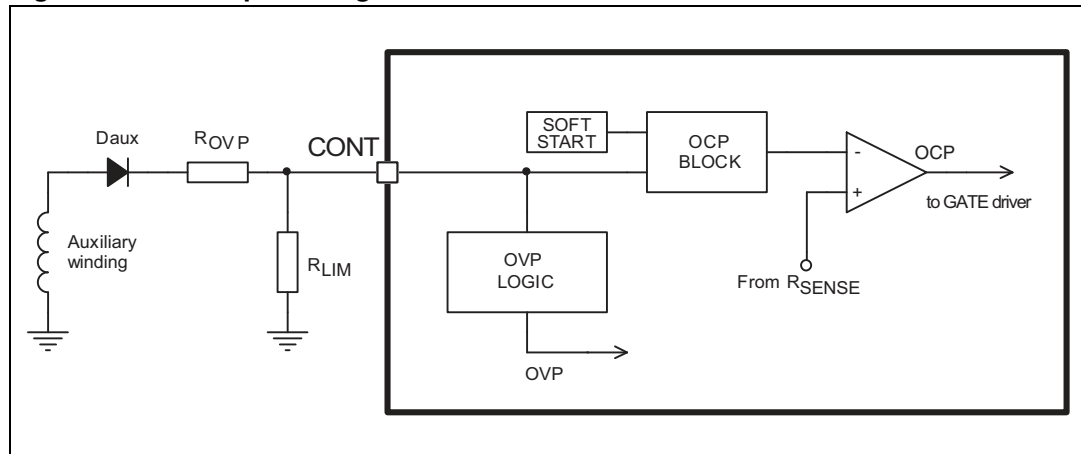 Daux
ROVP
CONT
SOFT
START
OCP
BLOCK
-
+
OCP
to GATE driver
Auxiliary
winding
RLIM
OVP
LOGIC
From RSENSE
OVP